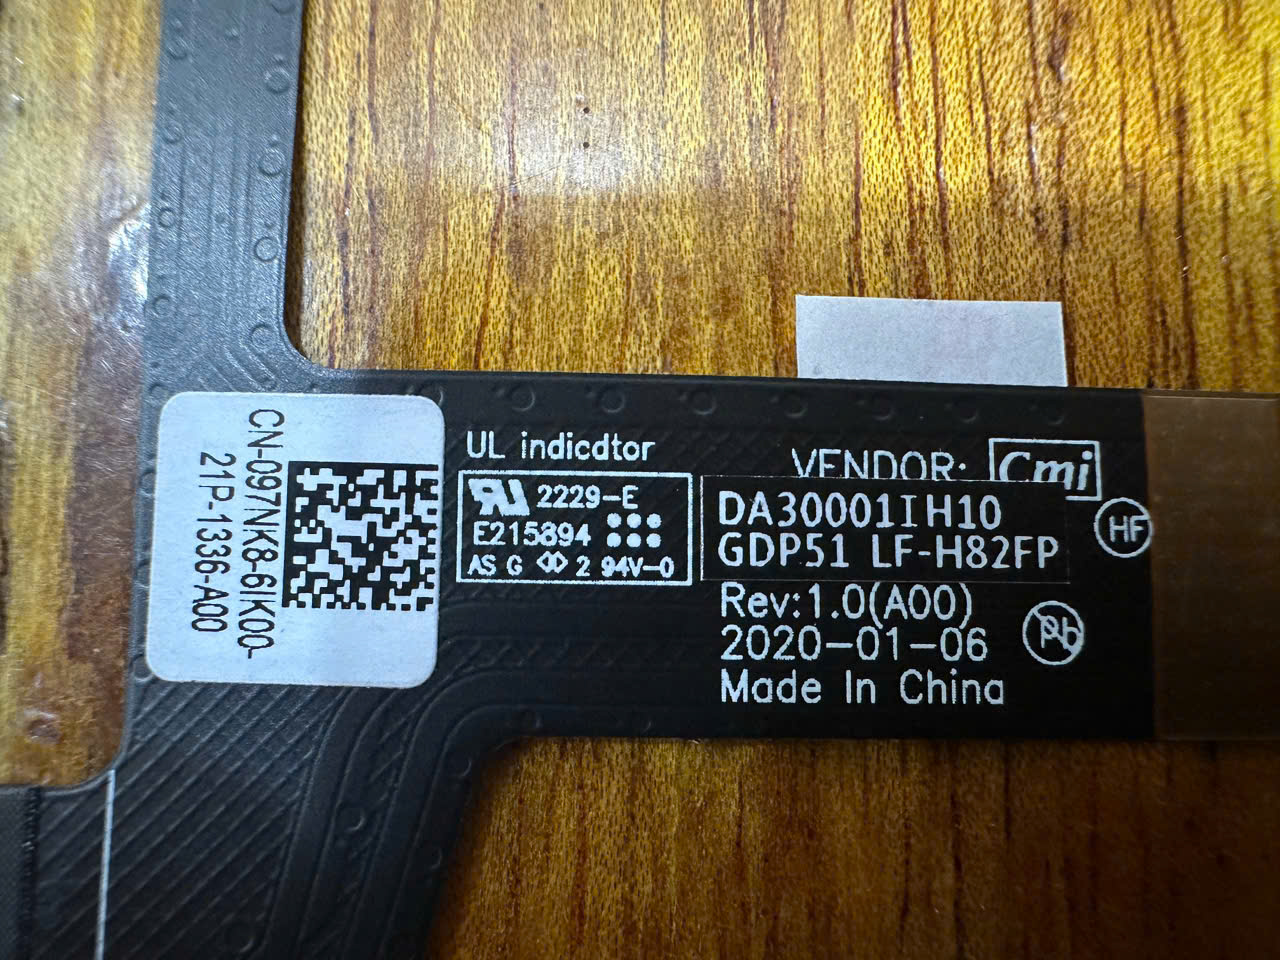 CN-097NK8-6IK00-
21P-1336-A00
UL indicdtor
2229-E
E215894
AS G 2 94V-0
VENDOR: Cmi
DA30001IH10
GDP51 LF-H82FP
HF
Rev:1.0(A00)
2020-01-06
Pb
Made In China